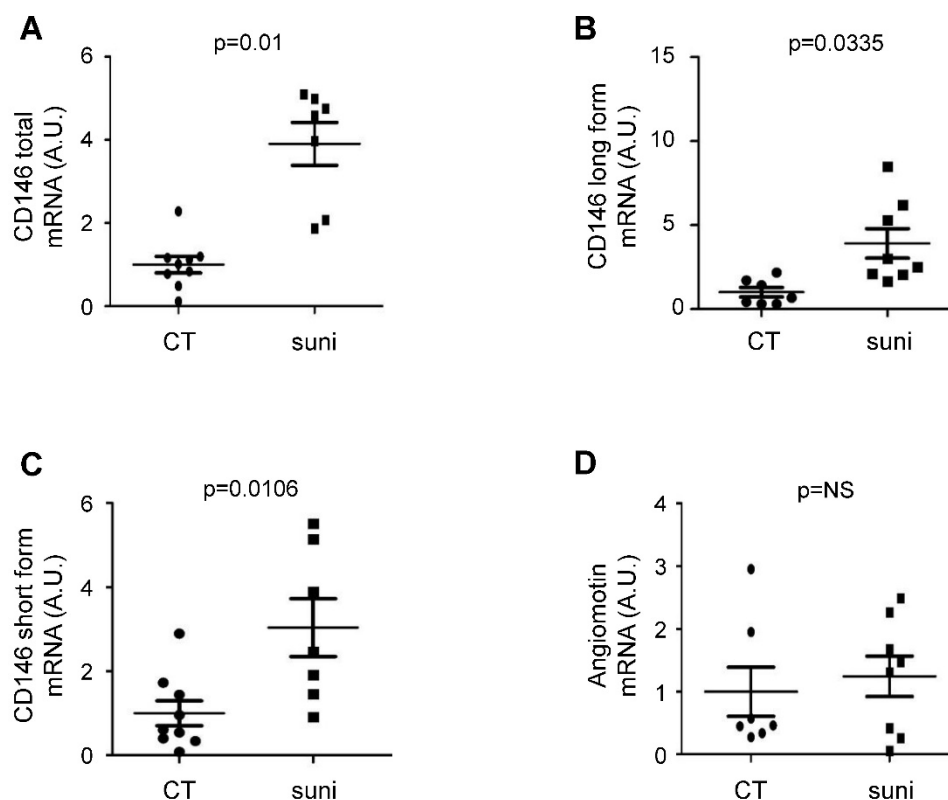 A
p=0.01
CD146 total
mRNA (A.U.)
6
4
2
0
CT
suni
B
p=0.0335
CD146 long form
mRNA (A.U.)
15
10
5
0
CT
suni
C
p=0.0106
CD146 short form
mRNA (A.U.)
6
4
2
0
CT
suni
D
p=NS
Angiomotin
mRNA (A.U.)
4
3
2
1
0
CT
suni